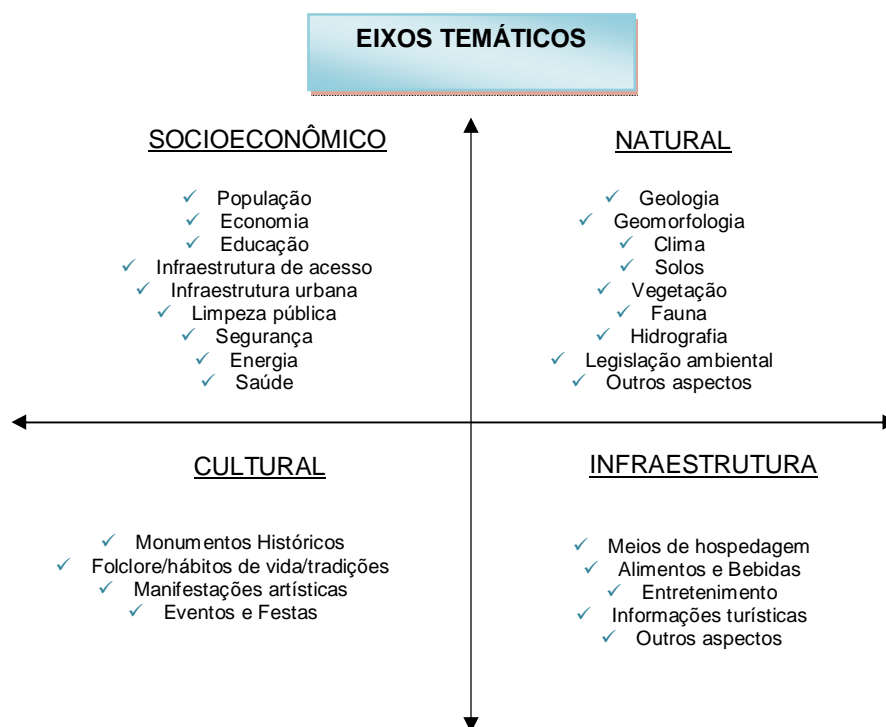 EIXOS TEMÁTICOS
SOCIOECONÔMICO
✓ População
✓ Economia
✓ Educação
✓ Infraestrutura de acesso
✓ Infraestrutura urbana
✓ Limpeza pública
✓ Segurança
✓ Energia
✓ Saúde
NATURAL
✓ Geologia
✓ Geomorfologia
✓ Clima
✓ Solos
✓ Vegetação
✓ Fauna
✓ Hidrografia
✓ Legislação ambiental
✓ Outros aspectos
CULTURAL
✓ Monumentos Históricos
✓ Folclore/hábitos de vida/tradições
✓ Manifestações artísticas
✓ Eventos e Festas
INFRAESTRUTURA
✓ Meios de hospedagem
✓ Alimentos e Bebidas
✓ Entretenimento
✓ Informações turísticas
✓ Outros aspectos